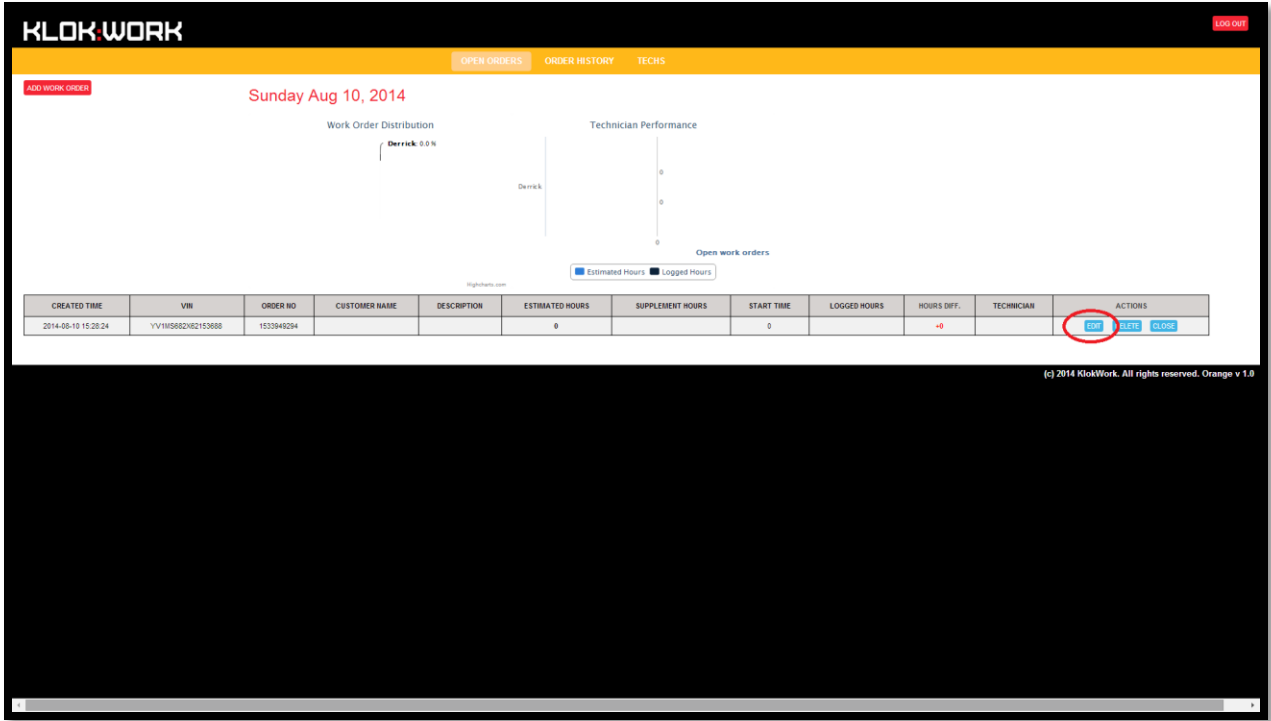 KLOK:WORK
LOG OUT
OPEN ORDERS ORDER HISTORY TECHS
ADD WORK ORDER
Sunday Aug 10, 2014
Work Order Distribution
Technician Performance
Derrick: 0.0 %
Derrick
0
0
0
Open work orders
Estimated Hours Logged Hours
Highcharts.com
CREATED TIME VIN ORDER NO CUSTOMER NAME DESCRIPTION ESTIMATED HOURS SUPPLEMENT HOURS START TIME LOGGED HOURS HOURS DIFF. TECHNICIAN ACTIONS
2014-08-10 15:28:24 YV1MS682X62153688 1533949294 0 0 +0 EDIT DELETE CLOSE
(c) 2014 KlokWork. All rights reserved. Orange v 1.0